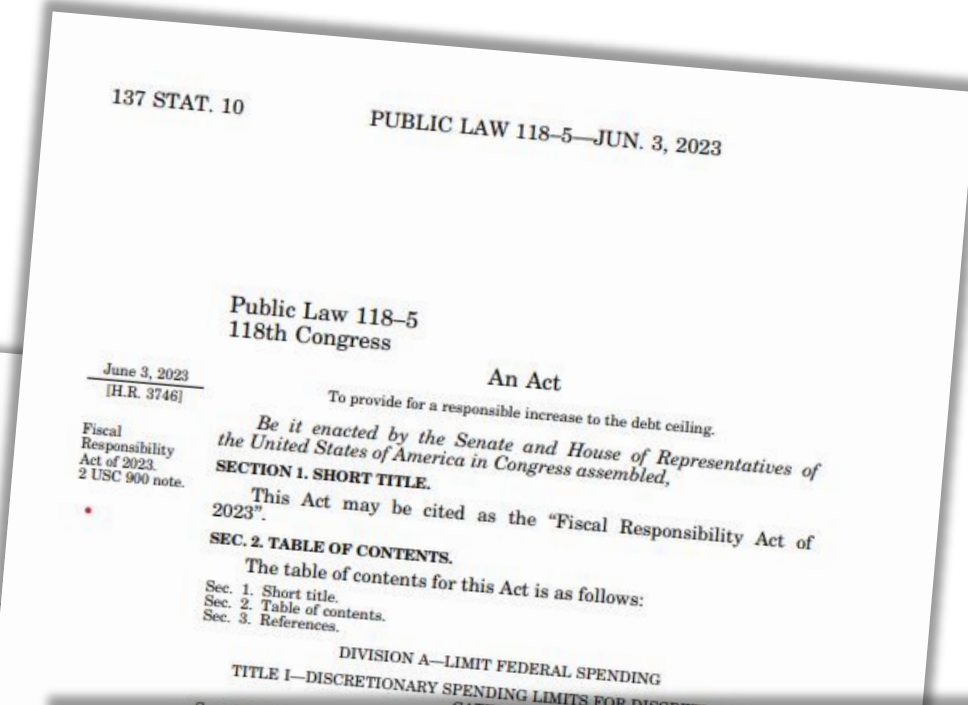 137 STAT. 10
PUBLIC LAW 118–5—JUN. 3, 2023
Public Law 118–5
118th Congress
An Act
June 3, 2023
[H.R. 3746]
To provide for a responsible increase to the debt ceiling.
Fiscal
Responsibility
Act of 2023.
2 USC 900 note.
Be it enacted by the Senate and House of Representatives of
the United States of America in Congress assembled,
SECTION 1. SHORT TITLE.
This Act may be cited as the “Fiscal Responsibility Act of
2023”.
SEC. 2. TABLE OF CONTENTS.
The table of contents for this Act is as follows:
Sec. 1. Short title.
Sec. 2. Table of contents.
Sec. 3. References.
DIVISION A—LIMIT FEDERAL SPENDING
TITLE I—DISCRETIONARY SPENDING LIMITS FOR